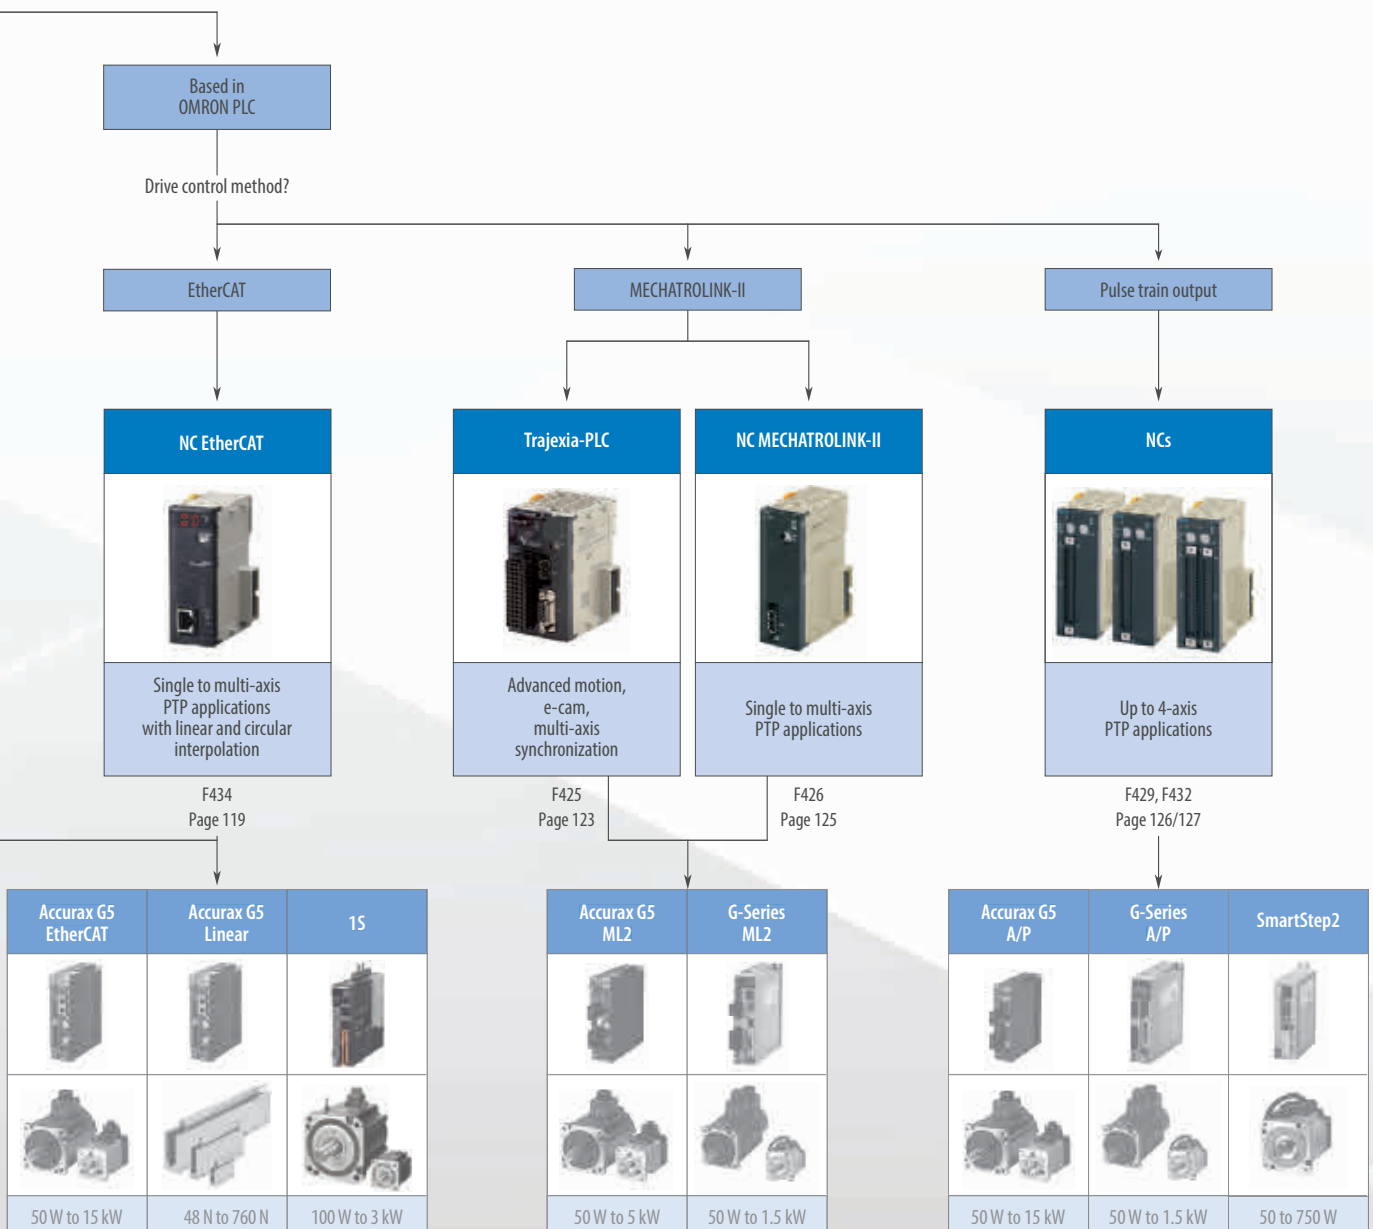 Based in
OMRON PLC
Drive control method?
EtherCAT
MECHATROLINK-II
Pulse train output
NC EtherCAT
Trajexia-PLC
NC MECHATROLINK-II
NCs
Single to multi-axis
PTP applications
with linear and circular
interpolation
Advanced motion,
e-cam,
multi-axis
synchronization
Single to multi-axis
PTP applications
Up to 4-axis
PTP applications
F434
Page 119
F425
Page 123
F426
Page 125
F429, F432
Page 126/127
Accurax G5
EtherCAT
Accurax G5
Linear
1S
Accurax G5
ML2
G-Series
ML2
Accurax G5
A/P
G-Series
A/P
SmartStep2
50 W to 15 kW
48 N to 760 N
100 W to 3 kW
50 W to 5 kW
50 W to 1.5 kW
50 W to 15 kW
50 W to 1.5 kW
50 to 750 W